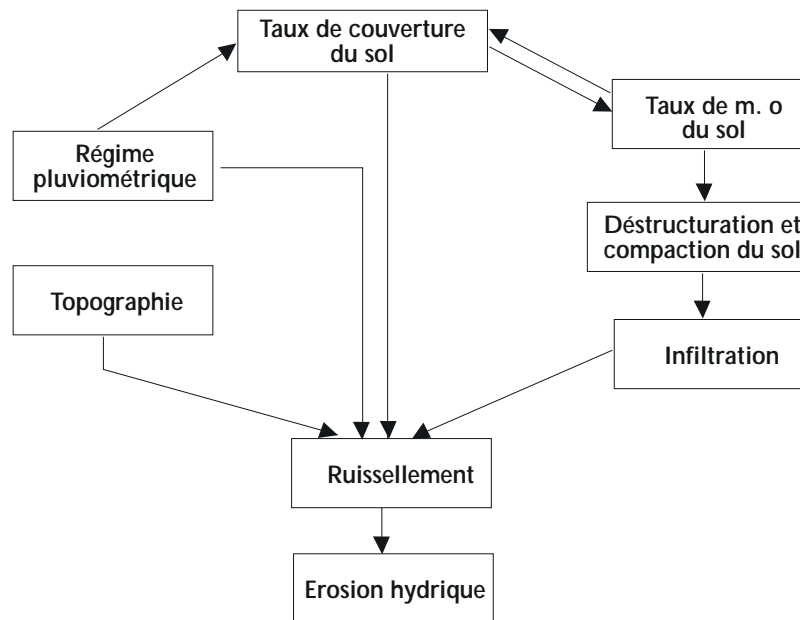 Taux de couverture
du sol
Taux de m. o
du sol
Régime
pluviométrique
Déstructuration et
compaction du sol
Topographie
Infiltration
Ruissellement
Erosion hydrique